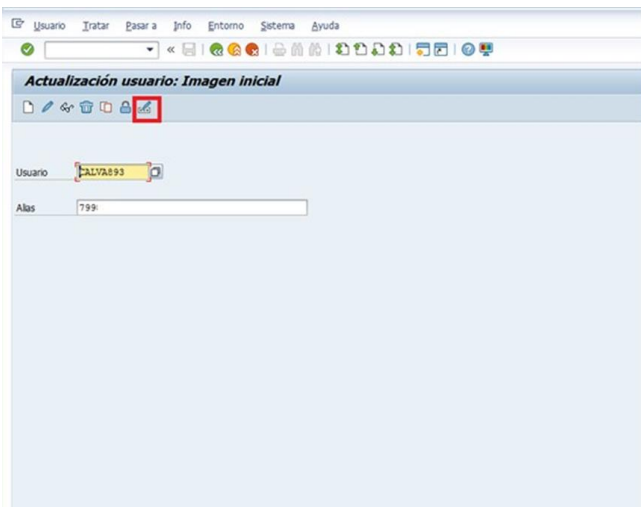 Usuario Tratar Pasar a Info Entorno Sistema Ayuda
Actualización usuario: Imagen inicial
Usuario CALVA893
Alias 799